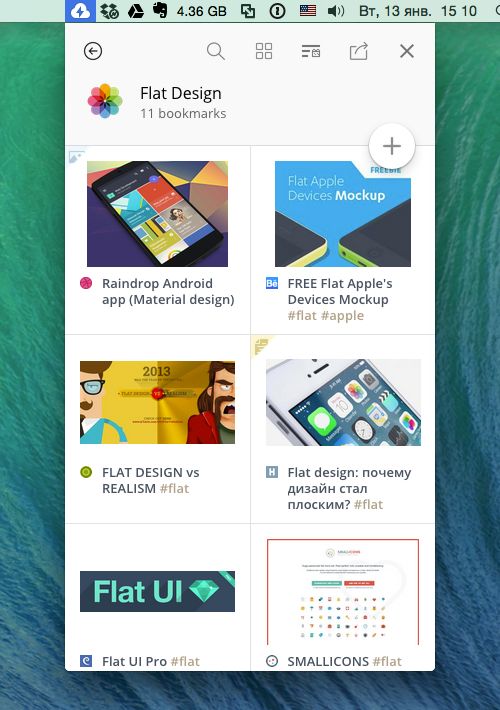 4.36 GB
Вт, 13 янв. 15 10
Flat Design
11 bookmarks
FREEBIE
Flat Apple
Devices Mockup
Raindrop Android
app (Material design)
Bē
FREE Flat Apple's
Devices Mockup
#flat #apple
2013
FLAT DESIGN VS REALISM
FLAT DESIGN vs
REALISM #flat
H
Flat design: почему
дизайн стал
плоским? #flat
Flat UI
SMALLICONS
Flat UI Pro #flat
SMALLICONS #flat